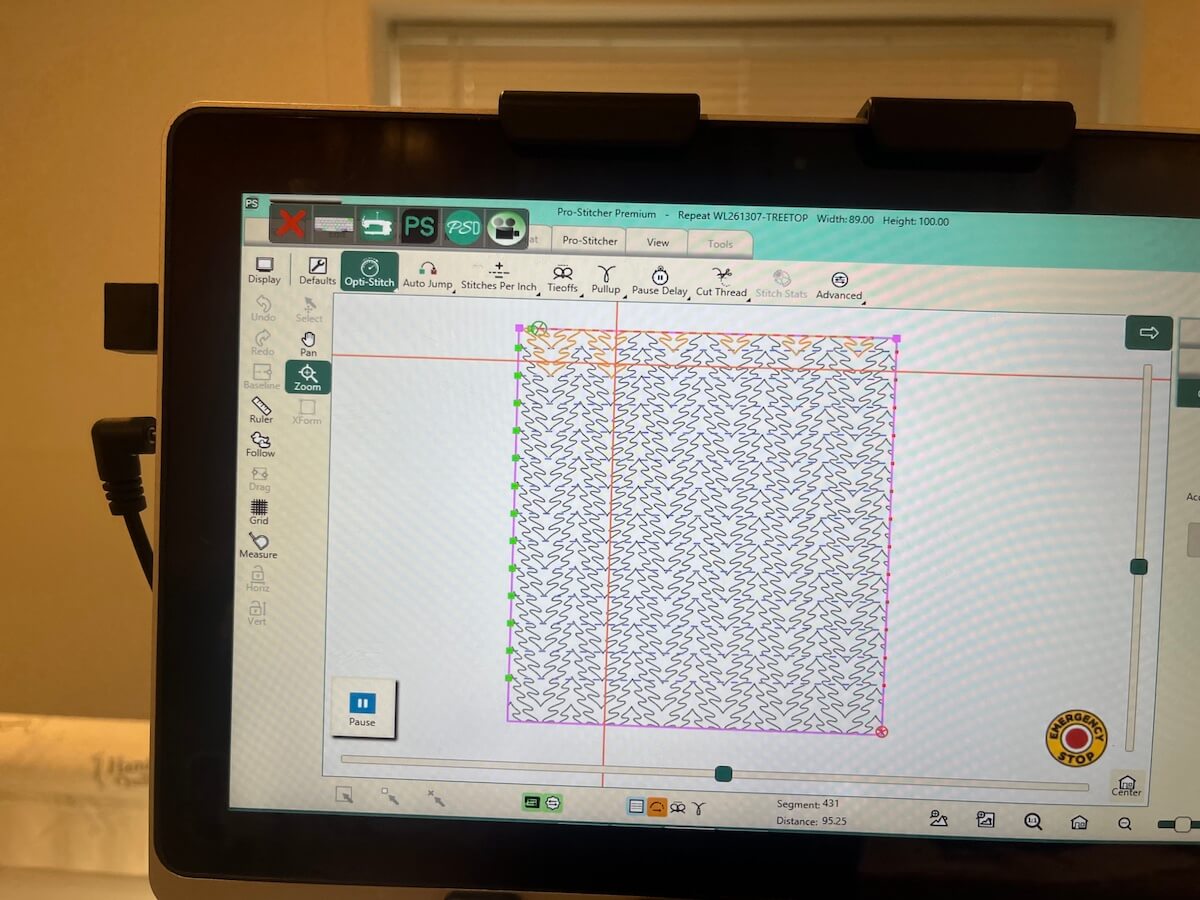 PS
Pro-Stitcher Premium - Repeat WL261307-TREETOP Width:89.00 Height: 100.00
PS PSD
at Pro-Stitcher View Tools
Display Defaults Opti-Stitch Auto Jump Stitches Per Inch Tieoffs Pullup Pause Delay Cut Thread Stitch Stats Advanced
Undo Select
Redo Pan
Baseline Zoom
Ruler XForm
Follow
Drag
Grid
Measure
Horiz
Vert
Pause
EMERGENCY
STOP
Center
Segment: 431
Distance: 95.25
1:1